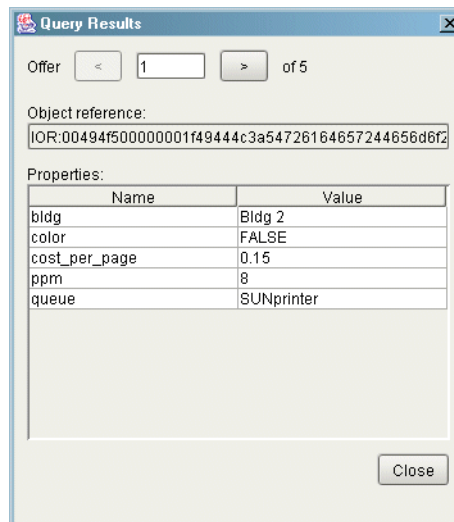 Query Results
Offer < 1 > of 5
Object reference:
IOR:00494f500000001f49444c3a54726164657244656d6f2
Properties:
Name Value
bldg Bldg 2
color FALSE
cost_per_page 0.15
ppm 8
queue SUNprinter
Close